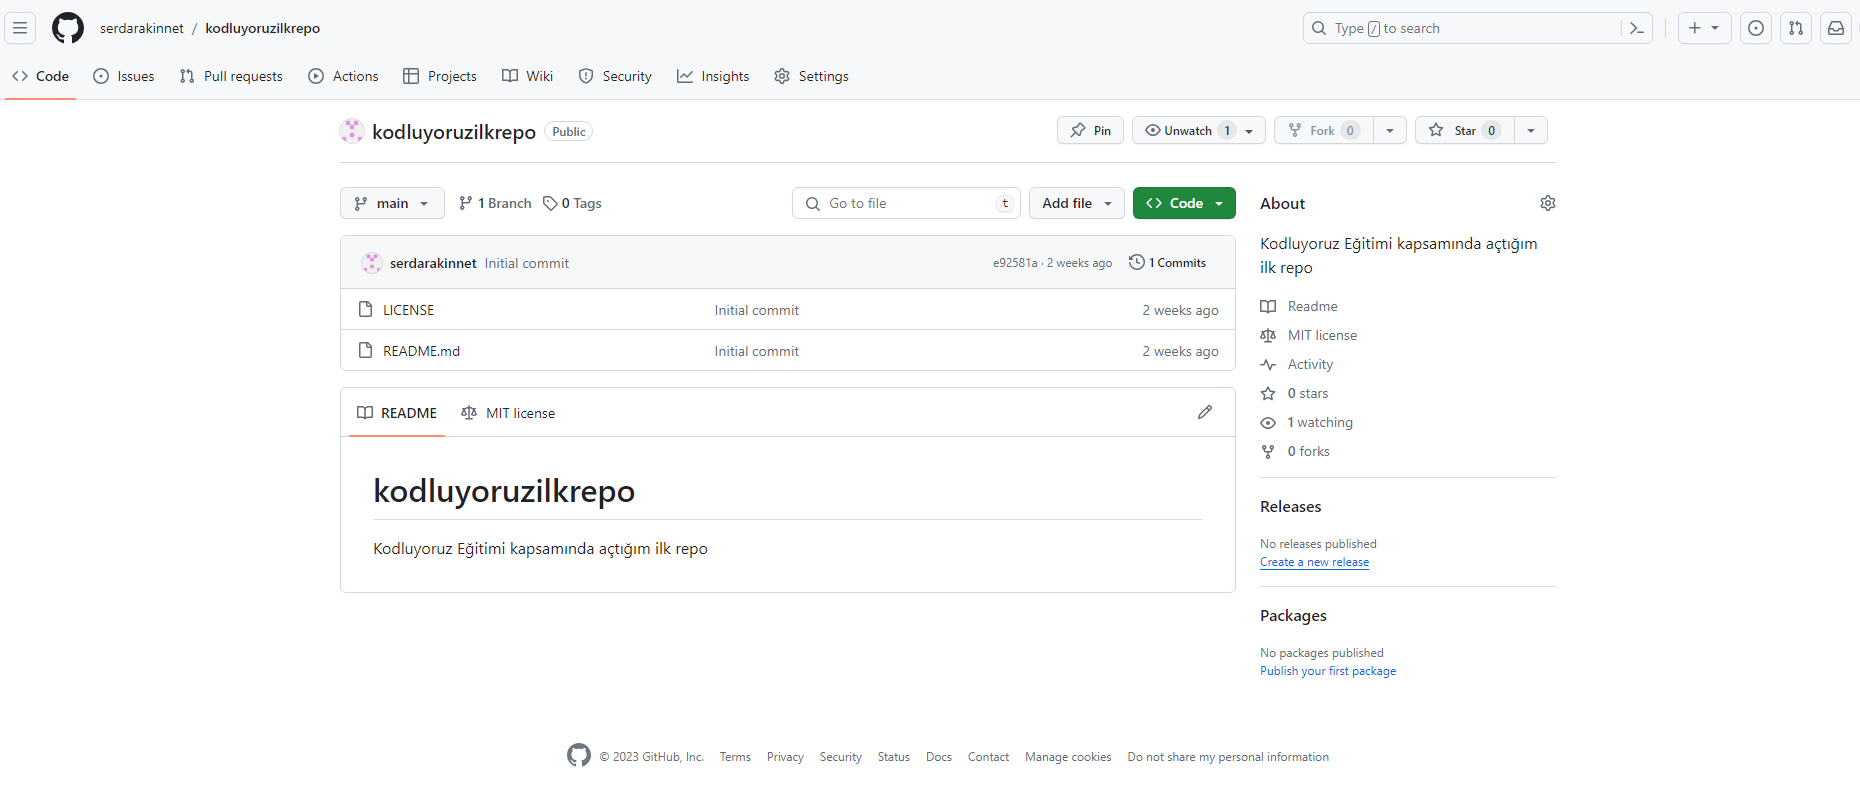 serdarakinnet / kodluyoruzilkrepo
Type / to search
Code Issues Pull requests Actions Projects Wiki Security Insights Settings
kodluyoruzilkrepo Public
Pin Unwatch 1 Fork 0 Star 0
main 1 Branch 0 Tags Go to file t Add file Code
serdarakinnet Initial commit e92581a · 2 weeks ago 1 Commits
LICENSE Initial commit 2 weeks ago
README.md Initial commit 2 weeks ago
README MIT license
kodluyoruzilkrepo
Kodluyoruz Eğitimi kapsamında açtığım ilk repo
About
Kodluyoruz Eğitimi kapsamında açtığım
ilk repo
Readme
MIT license
Activity
0 stars
1 watching
0 forks
Releases
No releases published
Create a new release
Packages
No packages published
Publish your first package
© 2023 GitHub, Inc. Terms Privacy Security Status Docs Contact Manage cookies Do not share my personal information